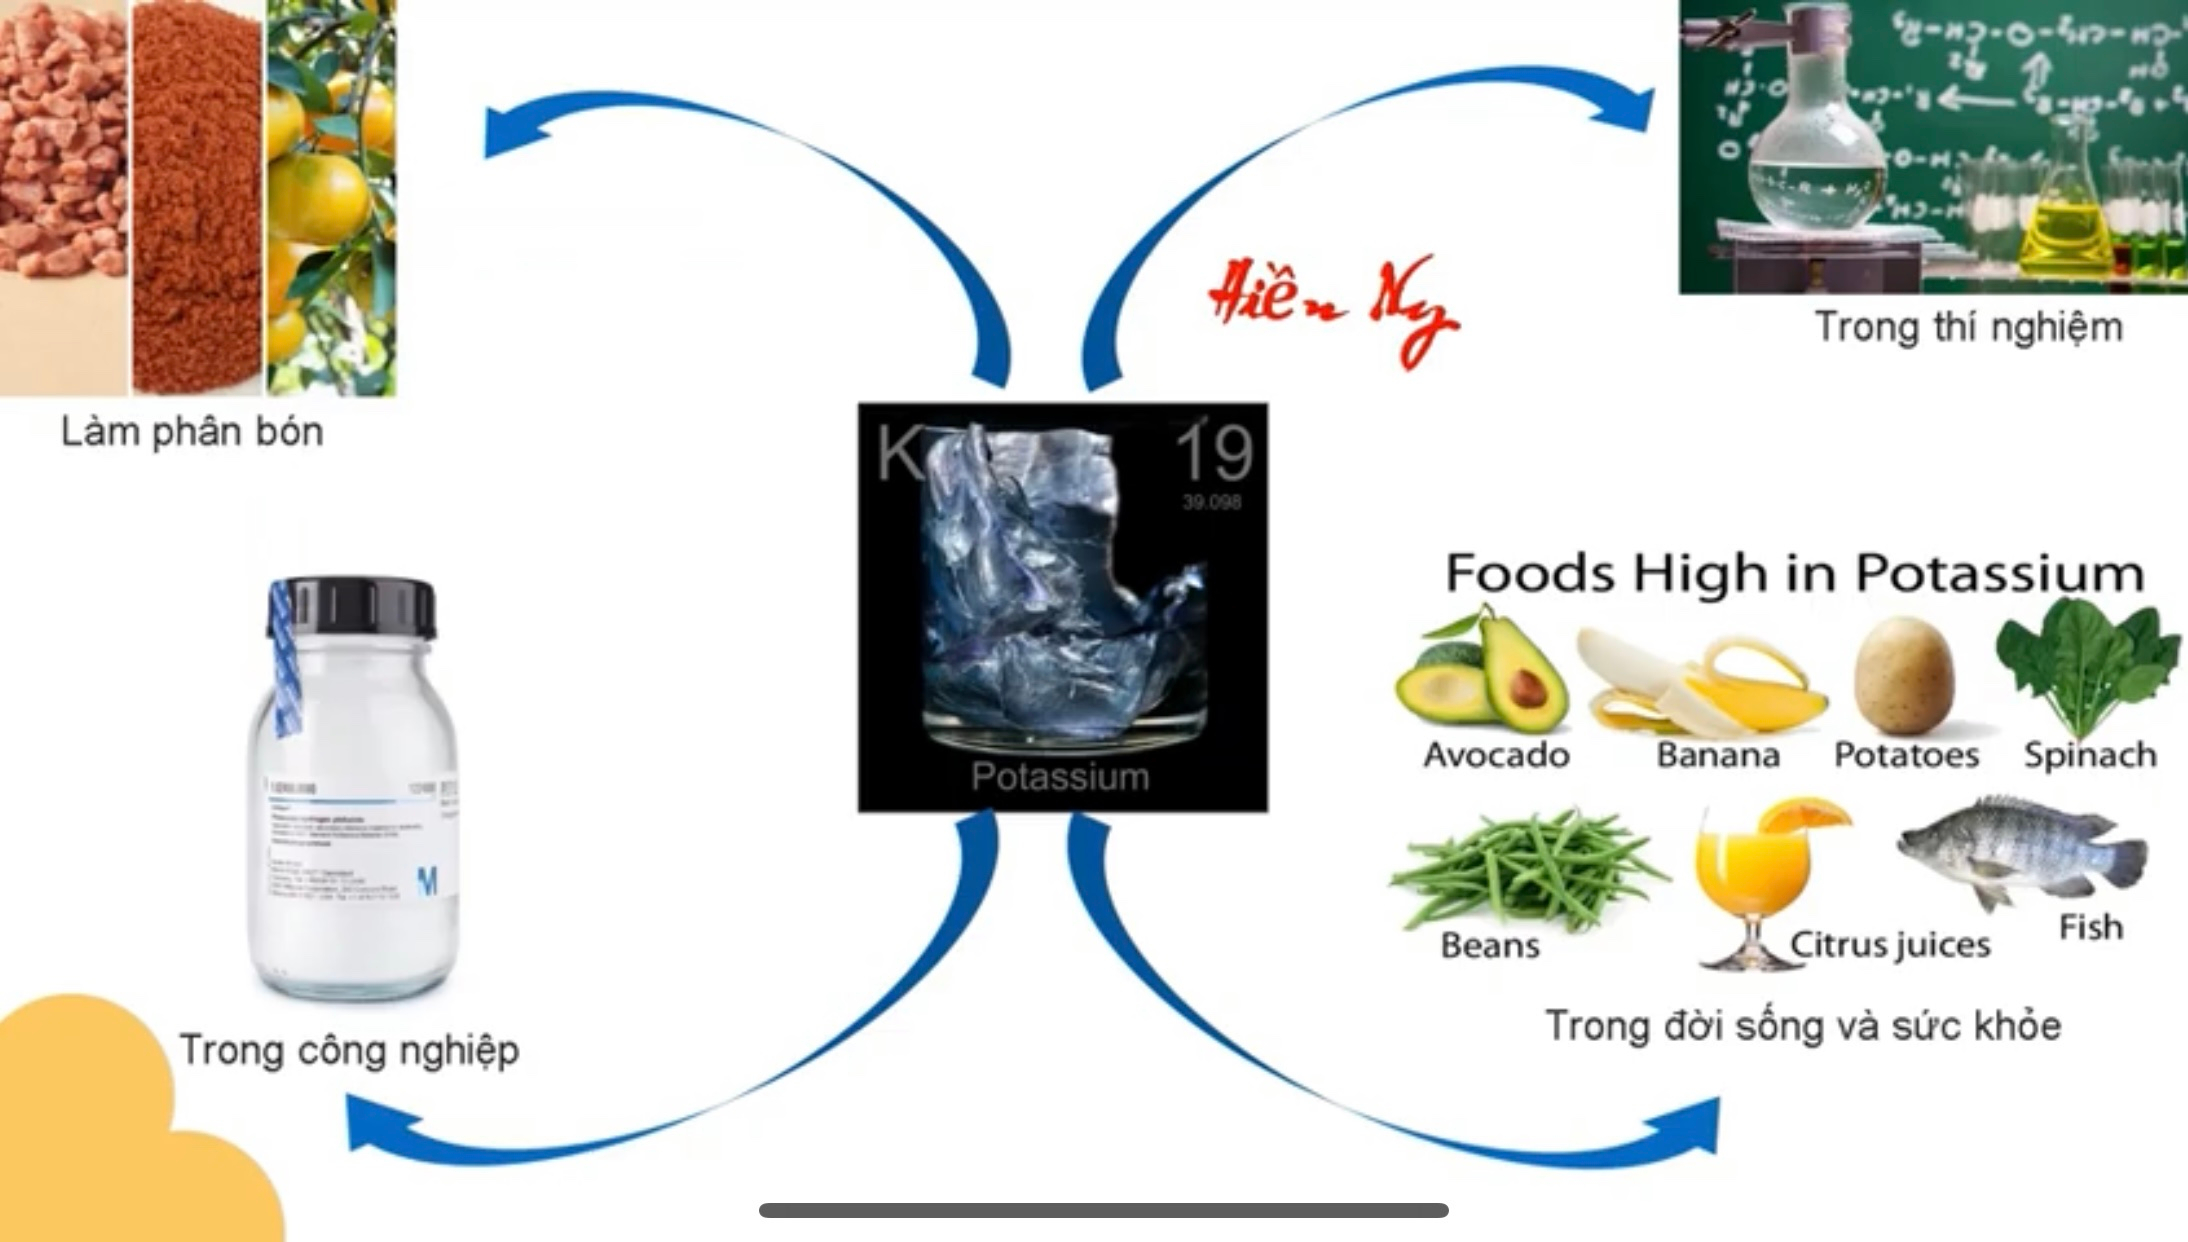 Trong thí nghiệm
Hiền Ny
Làm phân bón
K
19
39.098
Potassium
Foods High in Potassium
Avocado
Banana
Potatoes
Spinach
Beans
Citrus juices
Fish
Trong đời sống và sức khỏe
M
Trong công nghiệp